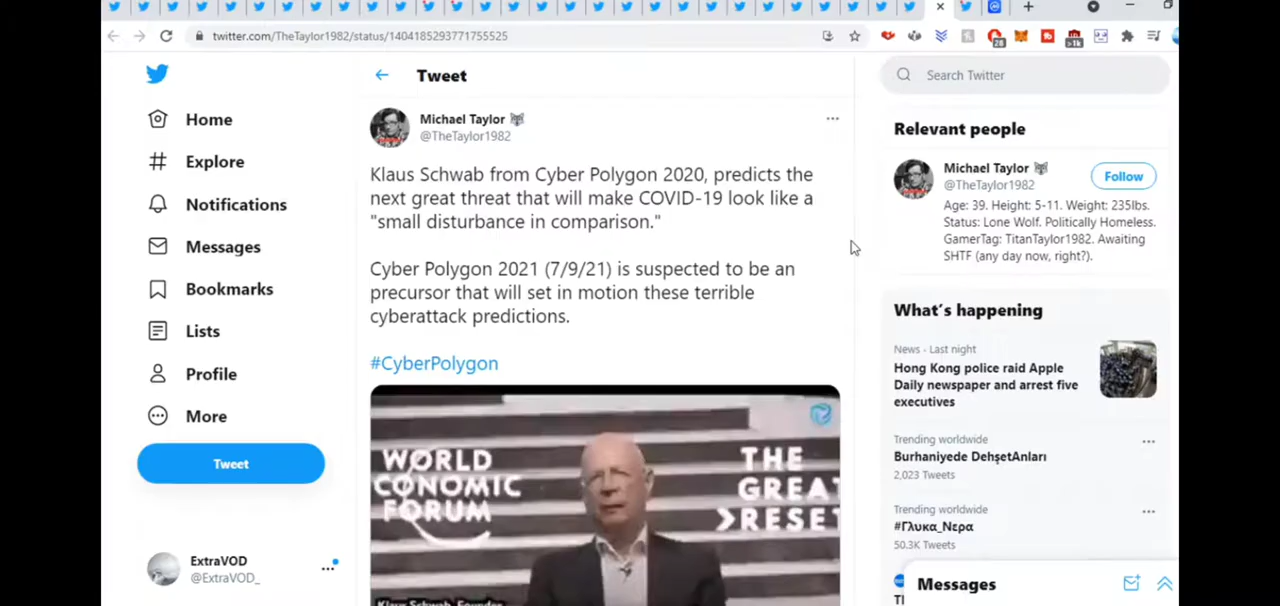 twitter.com/TheTaylor1982/status/1404185293771755525
28
>1k
Home
Explore
Notifications
Messages
Bookmarks
Lists
Profile
More
Tweet
ExtraVOD
@ExtraVOD_
Tweet
Michael Taylor
@TheTaylor1982
Klaus Schwab from Cyber Polygon 2020, predicts the
next great threat that will make COVID-19 look like a
"small disturbance in comparison."
Cyber Polygon 2021 (7/9/21) is suspected to be an
precursor that will set in motion these terrible
cyberattack predictions.
#CyberPolygon
WORLD
ECONOMIC
FORUM
THE
GREAT
RESET
Klaus Schwab, Founder
Search Twitter
Relevant people
Michael Taylor
@TheTaylor1982
Follow
Age: 39. Height: 5-11. Weight: 235lbs.
Status: Lone Wolf. Politically Homeless.
GamerTag: TitanTaylor1982. Awaiting
SHTF (any day now, right?).
What's happening
News · Last night
Hong Kong police raid Apple
Daily newspaper and arrest five
executives
Trending worldwide
Burhaniyede DehşetAnları
2,023 Tweets
Trending worldwide
#Γλυκα_Νερα
50.3K Tweets
Messages